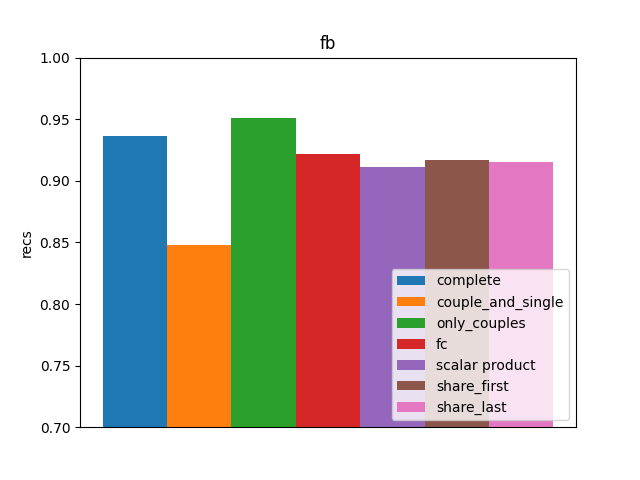 fb
1.00
0.95
0.90
0.85
0.80
0.75
0.70
recs
complete
couple_and_single
only_couples
fc
scalar product
share_first
share_last